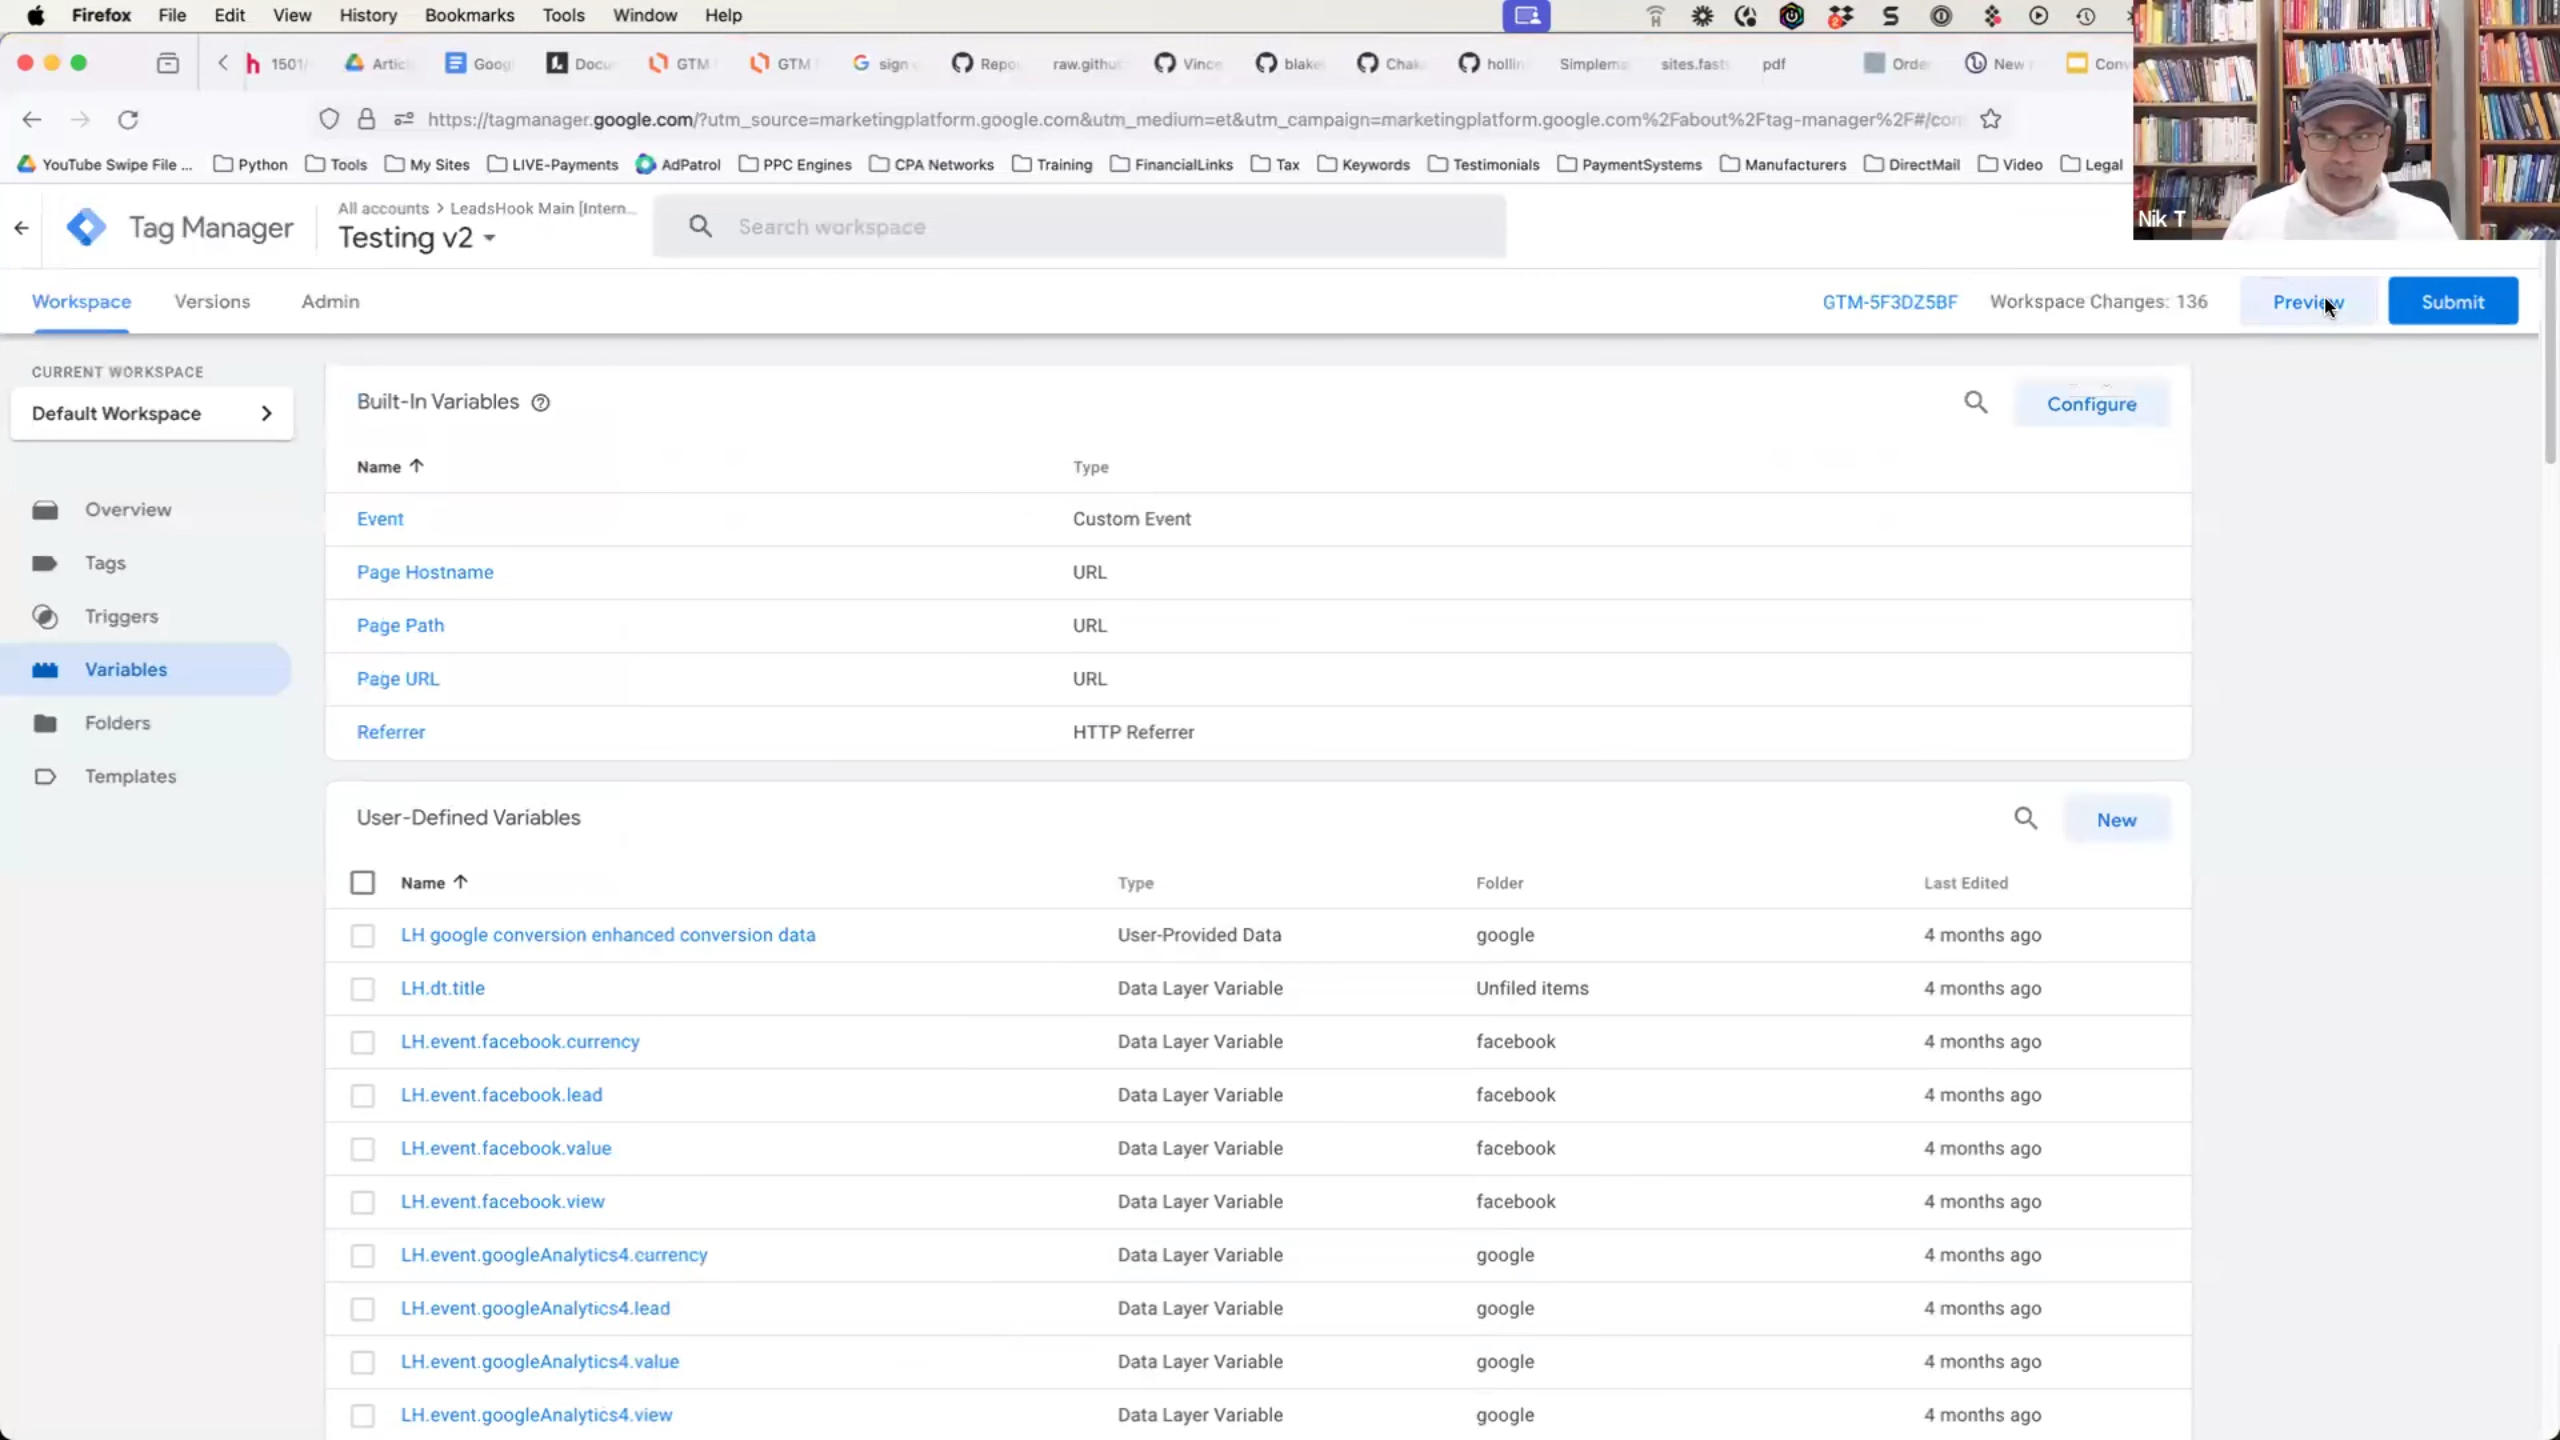 Firefox File Edit View History Bookmarks Tools Window Help
1501/ Artic Goog Docu GTM GTM sign Repo raw.githu Vince blake Chak hollin Simplema sites.fast pdf Orde New Con
https://tagmanager.google.com/?utm_source=marketingplatform.google.com&utm_medium=et&utm_campaign=marketingplatform.google.com%2Fabout%2Ftag-manager%2F#/con
YouTube Swipe File ... Python Tools My Sites LIVE-Payments AdPatrol PPC Engines CPA Networks Training FinancialLinks Tax Keywords Testimonials PaymentSystems Manufacturers DirectMail Video Legal
Nik T
Tag Manager
All accounts > LeadsHook Main [Intern...
Testing v2
Search workspace
Workspace Versions Admin
GTM-5F3DZ5BF Workspace Changes: 136 Preview Submit
CURRENT WORKSPACE
Default Workspace
Overview
Tags
Triggers
Variables
Folders
Templates
Built-In Variables
Configure
Name Type
Event Custom Event
Page Hostname URL
Page Path URL
Page URL URL
Referrer HTTP Referrer
User-Defined Variables
New
Name Type Folder Last Edited
LH google conversion enhanced conversion data User-Provided Data google 4 months ago
LH.dt.title Data Layer Variable Unfiled items 4 months ago
LH.event.facebook.currency Data Layer Variable facebook 4 months ago
LH.event.facebook.lead Data Layer Variable facebook 4 months ago
LH.event.facebook.value Data Layer Variable facebook 4 months ago
LH.event.facebook.view Data Layer Variable facebook 4 months ago
LH.event.googleAnalytics4.currency Data Layer Variable google 4 months ago
LH.event.googleAnalytics4.lead Data Layer Variable google 4 months ago
LH.event.googleAnalytics4.value Data Layer Variable google 4 months ago
LH.event.googleAnalytics4.view Data Layer Variable google 4 months ago